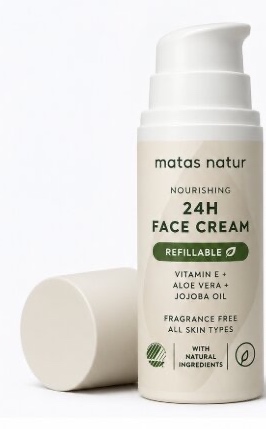 matas natur
NOURISHING
24H
FACE CREAM
REFILLABLE
VITAMIN E +
ALOE VERA +
JOJOBA OIL
FRAGRANCE FREE
ALL SKIN TYPES
WITH
NATURAL
INGREDIENTS